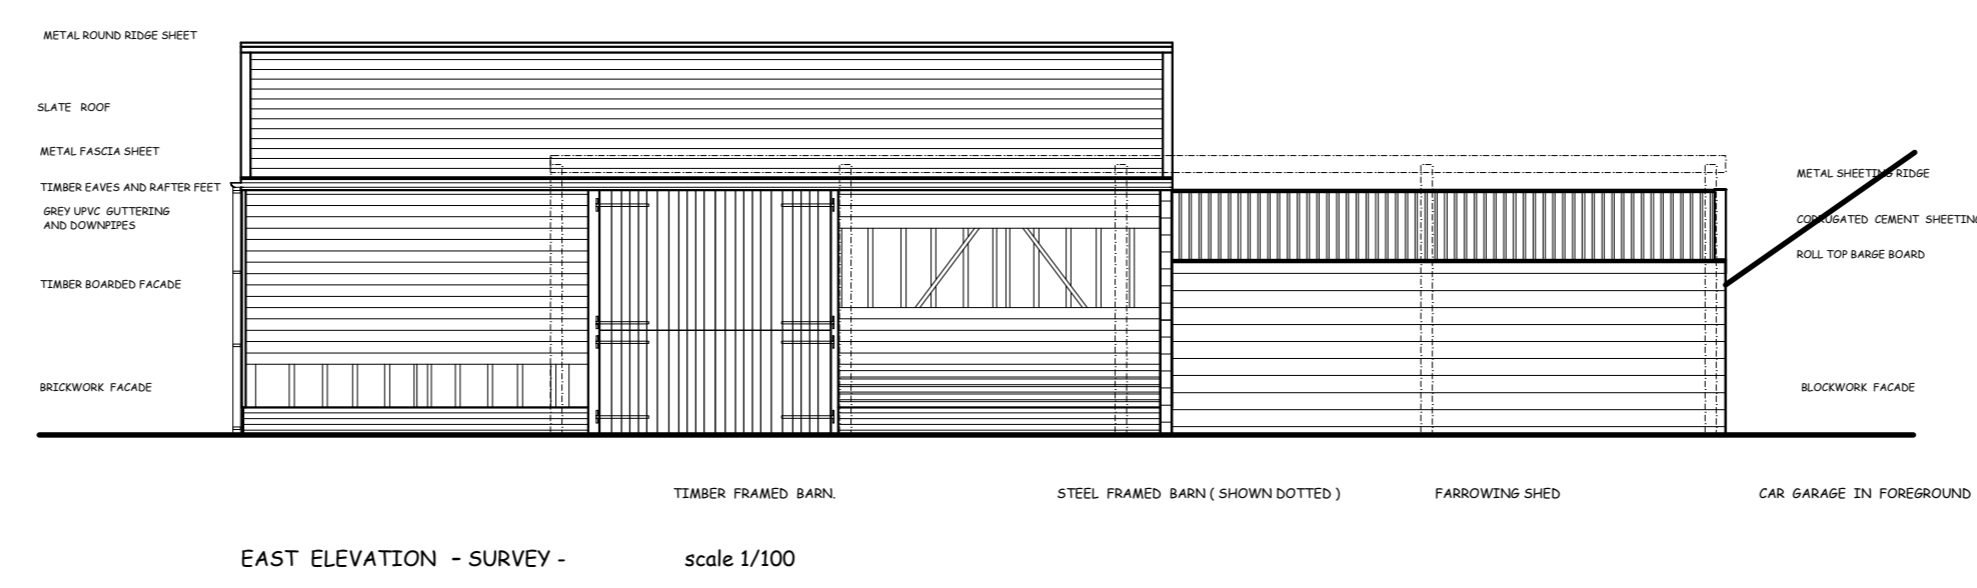 METAL ROUND RIDGE SHEET
SLATE ROOF
METAL FASCIA SHEET
TIMBER EAVES AND RAFTER FEET
GREY UPVC GUTTERING
AND DOWNPIPES
TIMBER BOARDED FACADE
BRICKWORK FACADE
METAL SHEETING RIDGE
CORRUGATED CEMENT SHEETING
ROLL TOP BARGE BOARD
BLOCKWORK FACADE
TIMBER FRAMED BARN.
STEEL FRAMED BARN ( SHOWN DOTTED )
FARROWING SHED
CAR GARAGE IN FOREGROUND
EAST ELEVATION - SURVEY -
scale 1/100